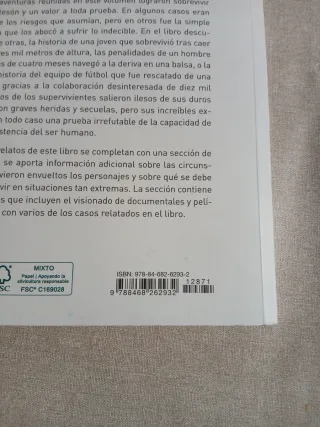 aventuras reunidas en este volumen lograron sobrevivir
tesón y un valor a toda prueba. En algunos casos eran
los riesgos que asumían, pero en otros fue la simple
que los abocó a sufrir lo indecible. En el libro descu-
e otras, la historia de una joven que sobrevivió tras caer
es mil metros de altura, las penalidades de un hombre
s de cuatro meses navegó a la deriva en una balsa, o la
historia del equipo de fútbol que fue rescatado de una
gracias a la colaboración desinteresada de diez mil
os de los supervivientes salieron ilesos de sus duros
on graves heridas y secuelas, pero sus increíbles ex-
n todo caso una prueba irrefutable de la capacidad de
stencia del ser humano.
elatos de este libro se completan con una sección de
se aporta información adicional sobre las circuns-
vieron envueltos los personajes y sobre qué se debe
vir en situaciones tan extremas. La sección contiene
s que incluyen el visionado de documentales y pelí-
con varios de los casos relatados en el libro.
MIXTO
Papel | Apoyando la
silvicultura responsable
FSC® C169028
SC
ISBN: 978-84-682-6293-2
12871
9 788468 262932